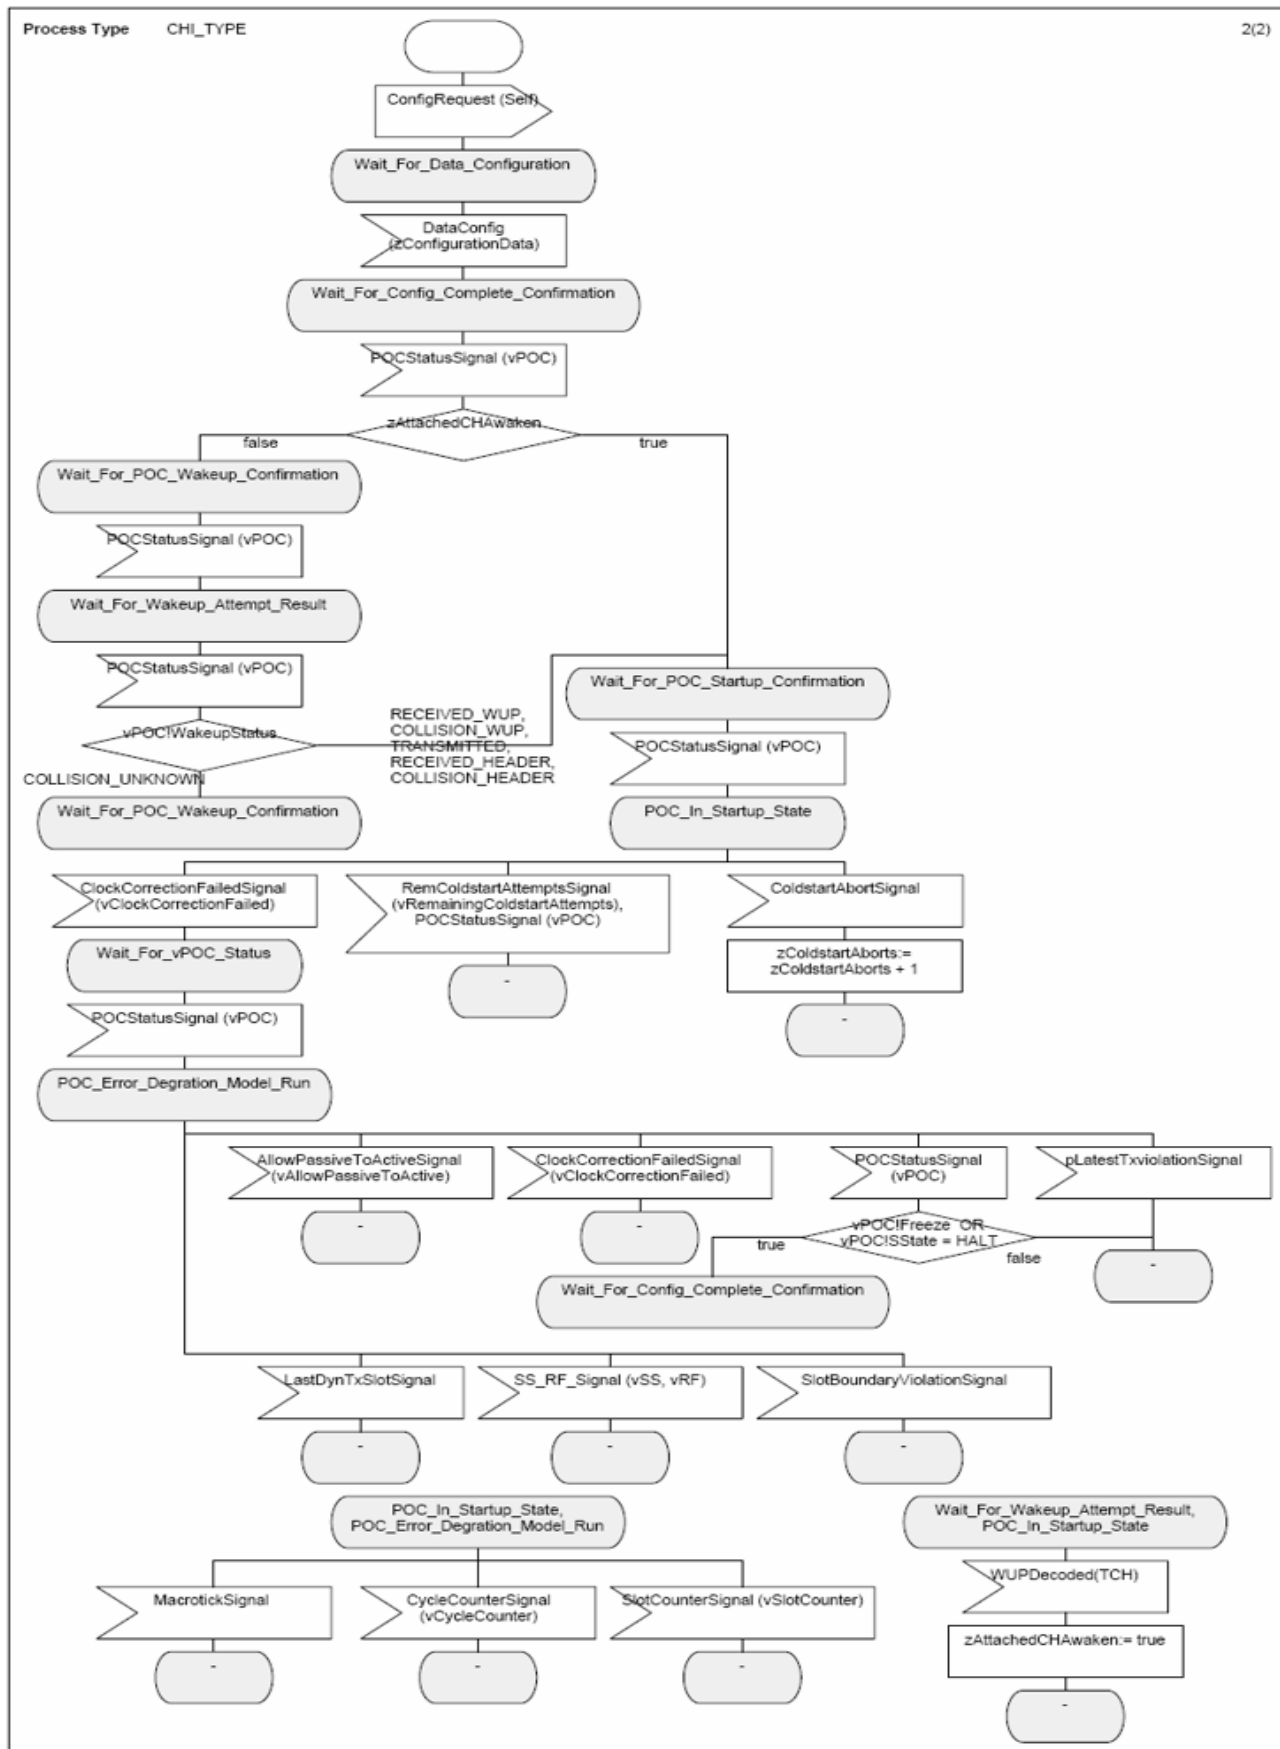 Process Type CHI_TYPE 2(2)
ConfigRequest (Self)
Wait_For_Data_Configuration
DataConfig
(zConfigurationData)
Wait_For_Config_Complete_Confirmation
POCStatusSignal (vPOC)
zAttachedCHAwaken
false
true
Wait_For_POC_Wakeup_Confirmation
POCStatusSignal (vPOC)
Wait_For_Wakeup_Attempt_Result
POCStatusSignal (vPOC)
vPOC!WakeupStatus
RECEIVED_WUP,
COLLISION_WUP,
TRANSMITTED,
RECEIVED_HEADER,
COLLISION_HEADER
COLLISION_UNKNOWN
Wait_For_POC_Wakeup_Confirmation
Wait_For_POC_Startup_Confirmation
POCStatusSignal (vPOC)
POC_In_Startup_State
ClockCorrectionFailedSignal
(vClockCorrectionFailed)
Wait_For_vPOC_Status
POCStatusSignal (vPOC)
POC_Error_Degration_Model_Run
RemColdstartAttemptsSignal
(vRemainingColdstartAttempts),
POCStatusSignal (vPOC)
-
ColdstartAbortSignal
zColdstartAborts:=
zColdstartAborts + 1
-
AllowPassiveToActiveSignal
(vAllowPassiveToActive)
-
ClockCorrectionFailedSignal
(vClockCorrectionFailed)
-
POCStatusSignal
(vPOC)
vPOC!Freeze OR
vPOC!SState = HALT
true
false
Wait_For_Config_Complete_Confirmation
pLatestTxviolationSignal
-
LastDynTxSlotSignal
-
SS_RF_Signal (vSS, vRF)
-
SlotBoundaryViolationSignal
-
POC_In_Startup_State,
POC_Error_Degration_Model_Run
MacrotickSignal
-
CycleCounterSignal
(vCycleCounter)
-
SlotCounterSignal (vSlotCounter)
-
Wait_For_Wakeup_Attempt_Result,
POC_In_Startup_State
WUPDecoded(TCH)
zAttachedCHAwaken:= true
-